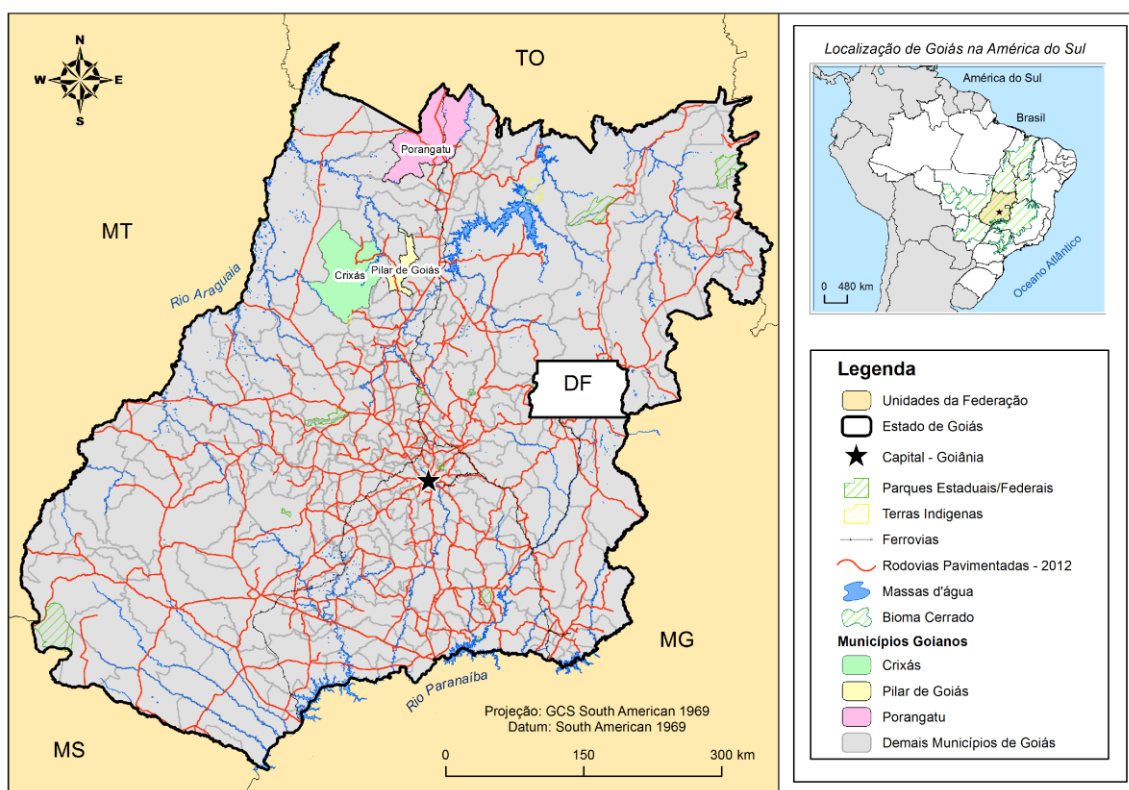 N
W
E
S
TO
MT
MS
MG
DF
Porangatu
Crixás
Pilar de Goiás
Rio Araguaia
Rio Paranaíba
Projeção: GCS South American 1969
Datum: South American 1969
0 150 300 km
Localização de Goiás na América do Sul
América do Sul
Brasil
Oceano Atlântico
0 480 km
Legenda
Unidades da Federação
Estado de Goiás
Capital - Goiânia
Parques Estaduais/Federais
Terras Indigenas
Ferrovias
Rodovias Pavimentadas - 2012
Massas d'água
Bioma Cerrado
Municípios Goianos
Crixás
Pilar de Goiás
Porangatu
Demais Municípios de Goiás